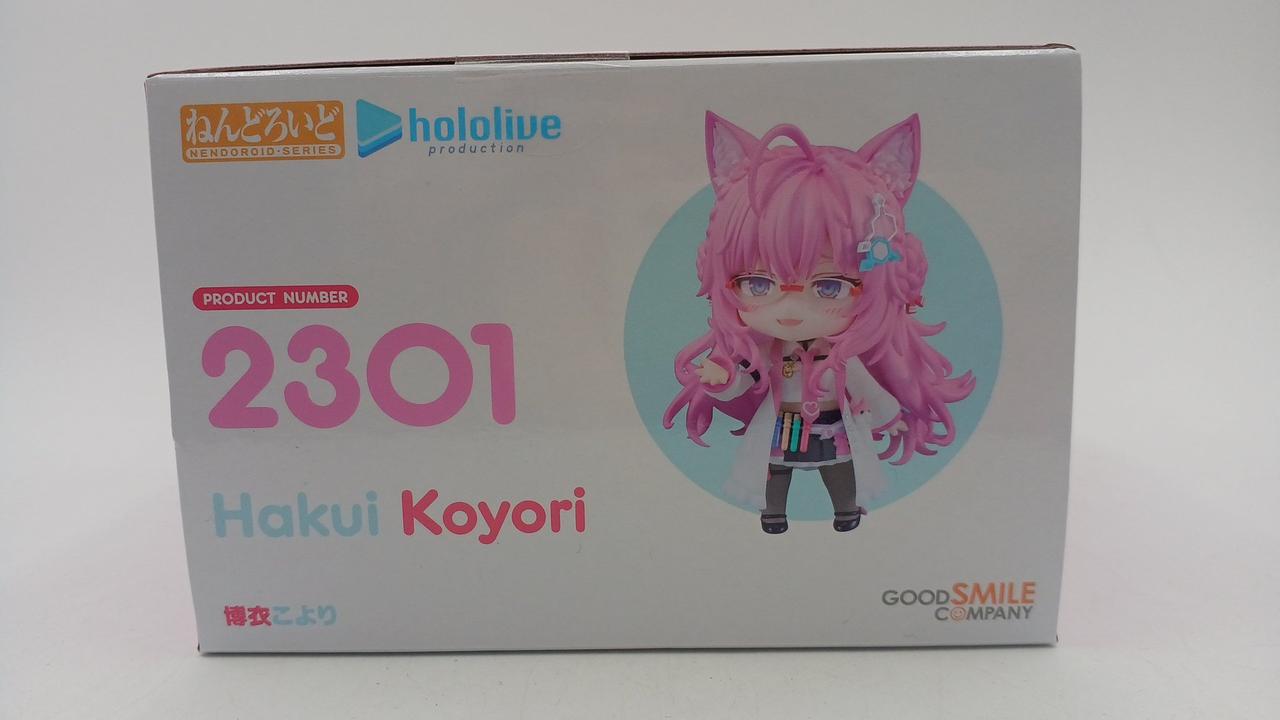 ねんどろいど
NENDOROID·SERIES
hololive
production
PRODUCT NUMBER
2301
Hakui Koyori
博衣こより
GOOD SMILE
COMPANY